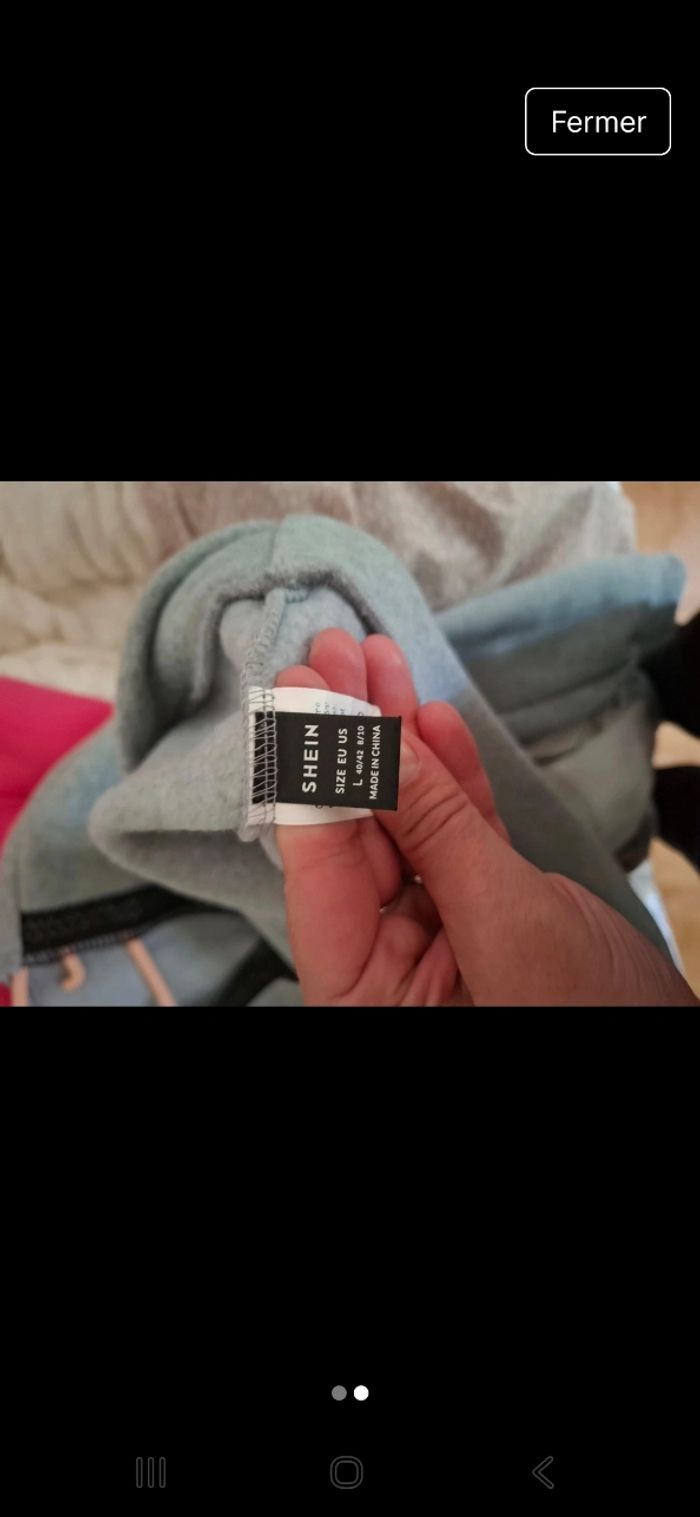 Fermer
SHEIN
SIZE EU US
L 40/42 8/10
MADE IN CHINA